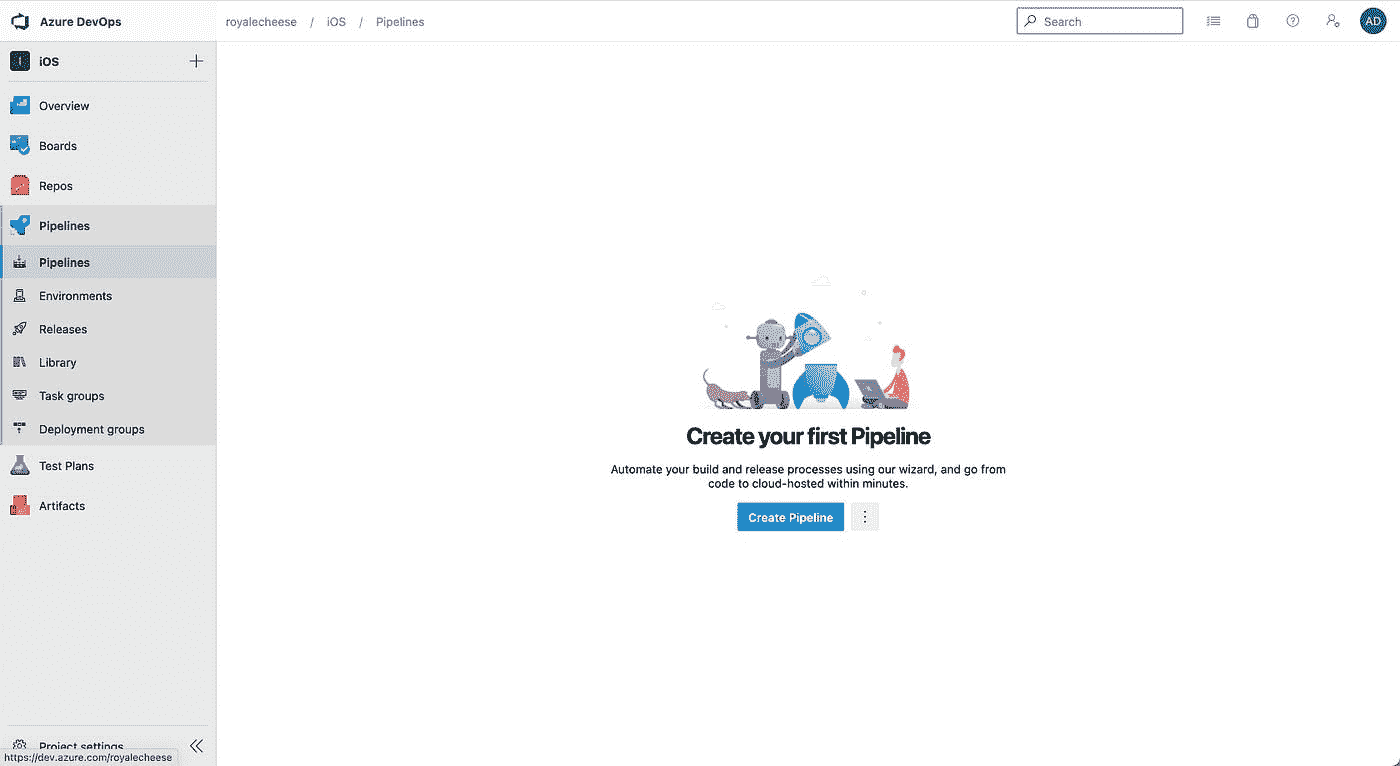 Azure DevOps
royalecheese / iOS / Pipelines
Search
AD
I iOS
Overview
Boards
Repos
Pipelines
Pipelines
Environments
Releases
Library
Task groups
Deployment groups
Test Plans
Artifacts
Create your first Pipeline
Automate your build and release processes using our wizard, and go from
code to cloud-hosted within minutes.
Create Pipeline
Project settings
https://dev.azure.com/royalecheese